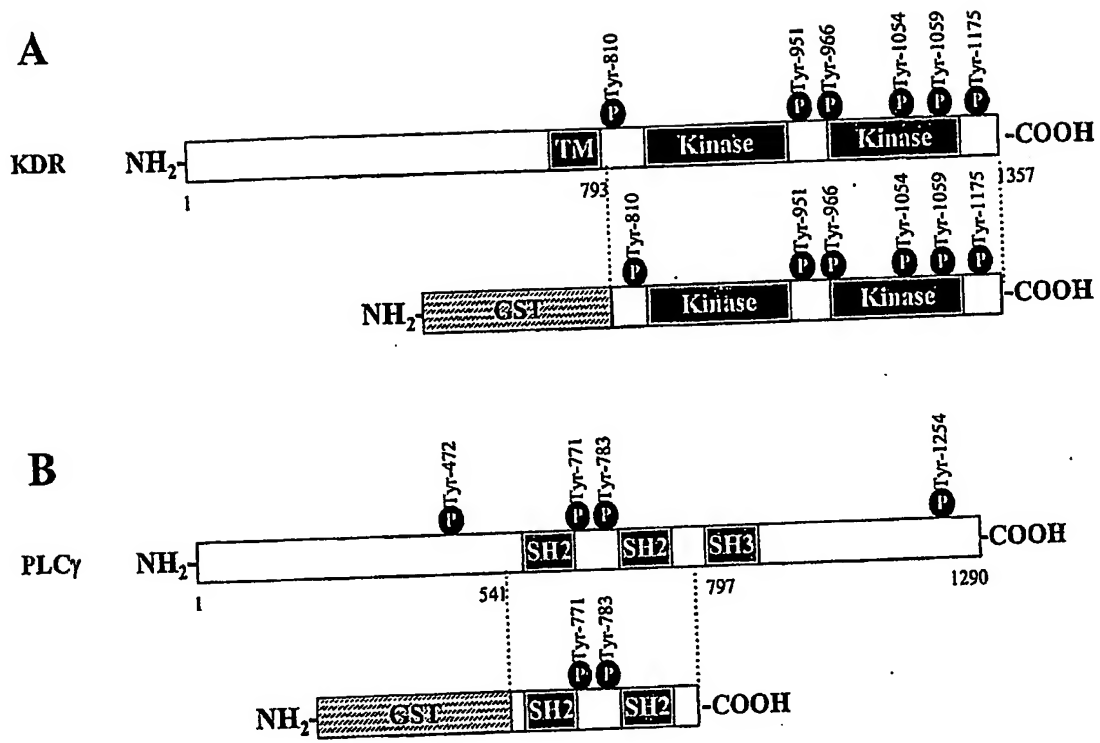 A
Tyr-810
Tyr-951
Tyr-966
Tyr-1054
Tyr-1059
Tyr-1175
P P P P P P
KDR
NH2-
TM
Kinase
Kinase
-COOH
1
793
1357
Tyr-810
Tyr-951
Tyr-966
Tyr-1054
Tyr-1059
Tyr-1175
P P P P P P
NH2-
GST
Kinase
Kinase
-COOH
B
Tyr-472
Tyr-771
Tyr-783
Tyr-1254
P P P P
PLCγ
NH2-
SH2
SH2
SH3
-COOH
1
541
797
1290
Tyr-771
Tyr-783
P P
NH2-
GST
SH2
SH2
-COOH